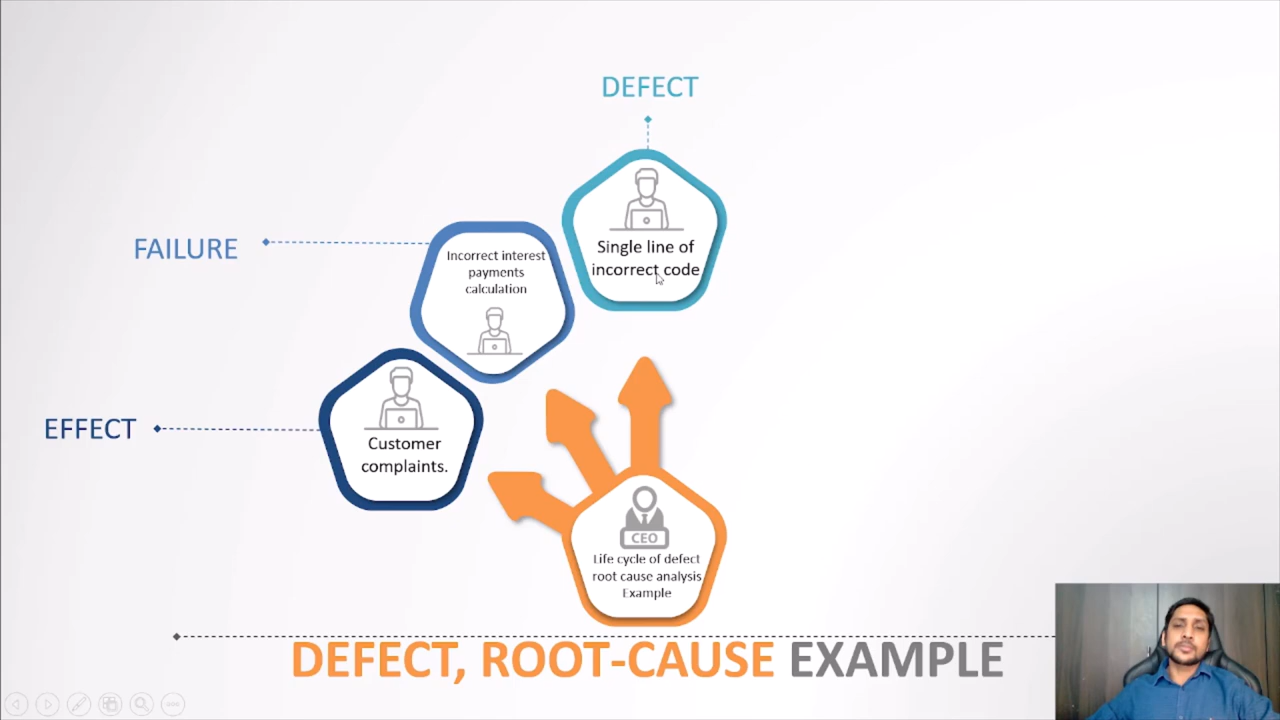 DEFECT
Single line of
incorrect code
FAILURE
Incorrect interest
payments
calculation
EFFECT
Customer
complaints.
CEO
Life cycle of defect
root cause analysis
Example
DEFECT, ROOT-CAUSE EXAMPLE